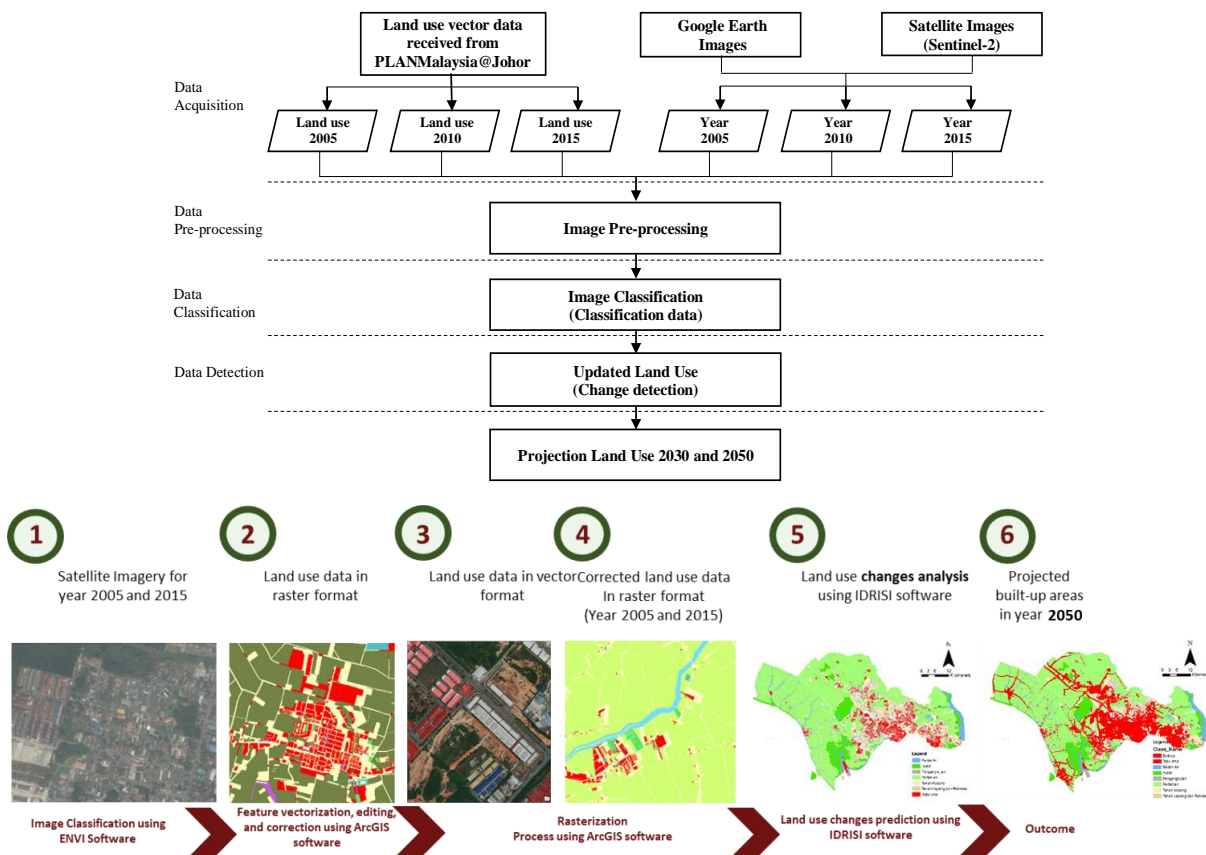 Land use vector data
received from
PLANMalaysia@Johor
Google Earth
Images
Satellite Images
(Sentinel-2)
Data
Acquisition
Land use
2005
Land use
2010
Land use
2015
Year
2005
Year
2010
Year
2015
Data
Pre-processing
Image Pre-processing
Data
Classification
Image Classification
(Classification data)
Data Detection
Updated Land Use
(Change detection)
Projection Land Use 2030 and 2050
1
Satellite Imagery for
year 2005 and 2015
2
Land use data in
raster format
3
Land use data in vector
format
4
Corrected land use data
In raster format
(Year 2005 and 2015)
5
Land use changes analysis
using IDRISI software
6
Projected
built-up areas
in year 2050
N
N
Legend
Hutan
Pertanian
Class_Name
Hutan
Pertanian
Image Classification using
ENVI Software
Feature vectorization, editing,
and correction using ArcGIS
software
Rasterization
Process using ArcGIS software
Land use changes prediction using
IDRISI software
Outcome